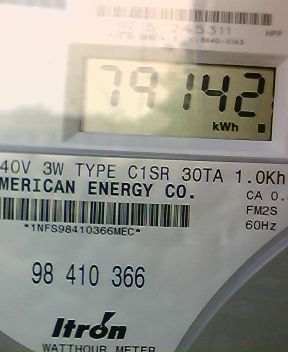 HPP
79142
kWh
40V 3W TYPE C1SR 30TA 1.0Kh
MERICAN ENERGY CO.
CA 0.
FM2S
60Hz
*1NFS98410366MEC*
98 410 366
Itron
WATTHOUR METER